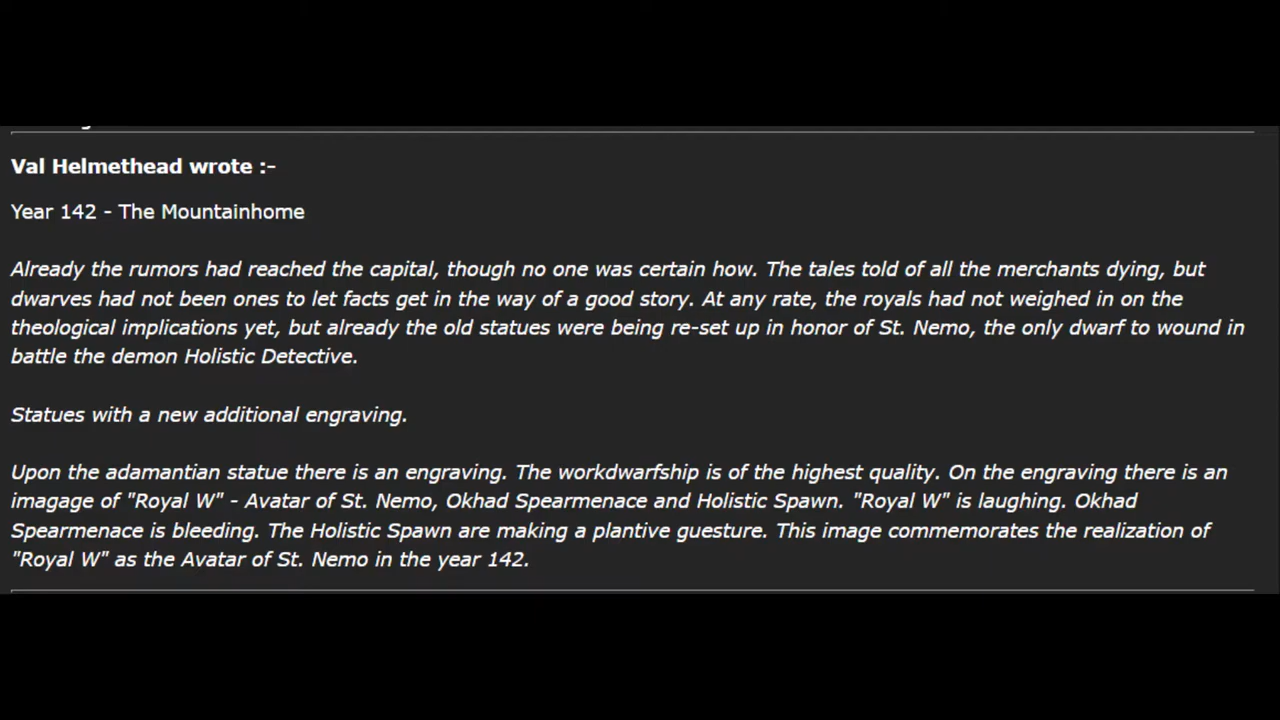 Val Helmethead wrote :-
Year 142 - The Mountainhome
Already the rumors had reached the capital, though no one was certain how. The tales told of all the merchants dying, but
dwarves had not been ones to let facts get in the way of a good story. At any rate, the royals had not weighed in on the
theological implications yet, but already the old statues were being re-set up in honor of St. Nemo, the only dwarf to wound in
battle the demon Holistic Detective.
Statues with a new additional engraving.
Upon the adamantian statue there is an engraving. The workdwarfship is of the highest quality. On the engraving there is an
imagage of "Royal W" - Avatar of St. Nemo, Okhad Spearmenace and Holistic Spawn. "Royal W" is laughing. Okhad
Spearmenace is bleeding. The Holistic Spawn are making a plantive guesture. This image commemorates the realization of
"Royal W" as the Avatar of St. Nemo in the year 142.